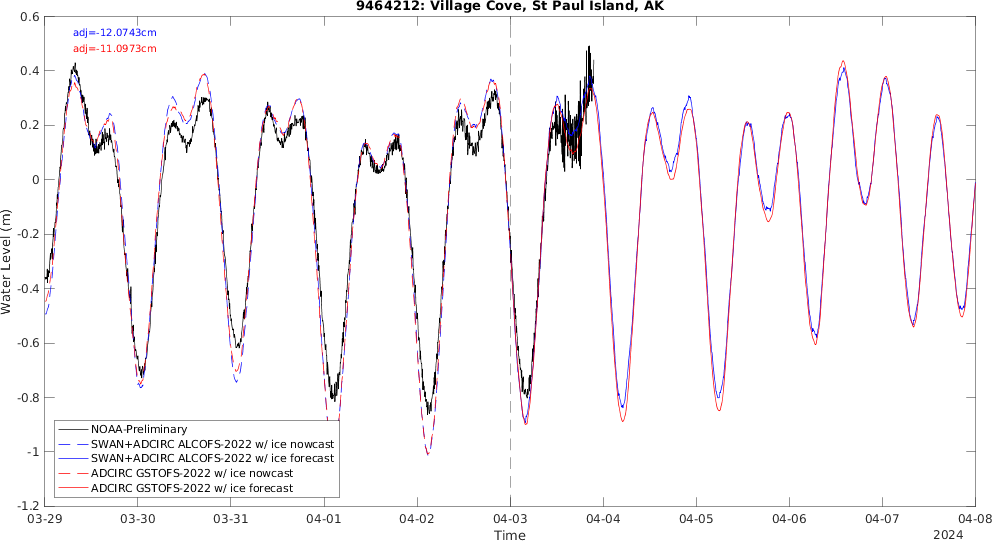 9464212: Village Cove, St Paul Island, AK
adj=-12.0743cm
adj=-11.0973cm
0.6
0.4
0.2
0
-0.2
-0.4
-0.6
-0.8
-1
-1.2
Water Level (m)
NOAA-Preliminary
SWAN+ADCIRC ALCOFS-2022 w/ ice nowcast
SWAN+ADCIRC ALCOFS-2022 w/ ice forecast
ADCIRC GSTOFS-2022 w/ ice nowcast
ADCIRC GSTOFS-2022 w/ ice forecast
03-29 03-30 03-31 04-01 04-02 04-03 04-04 04-05 04-06 04-07 04-08
Time
2024